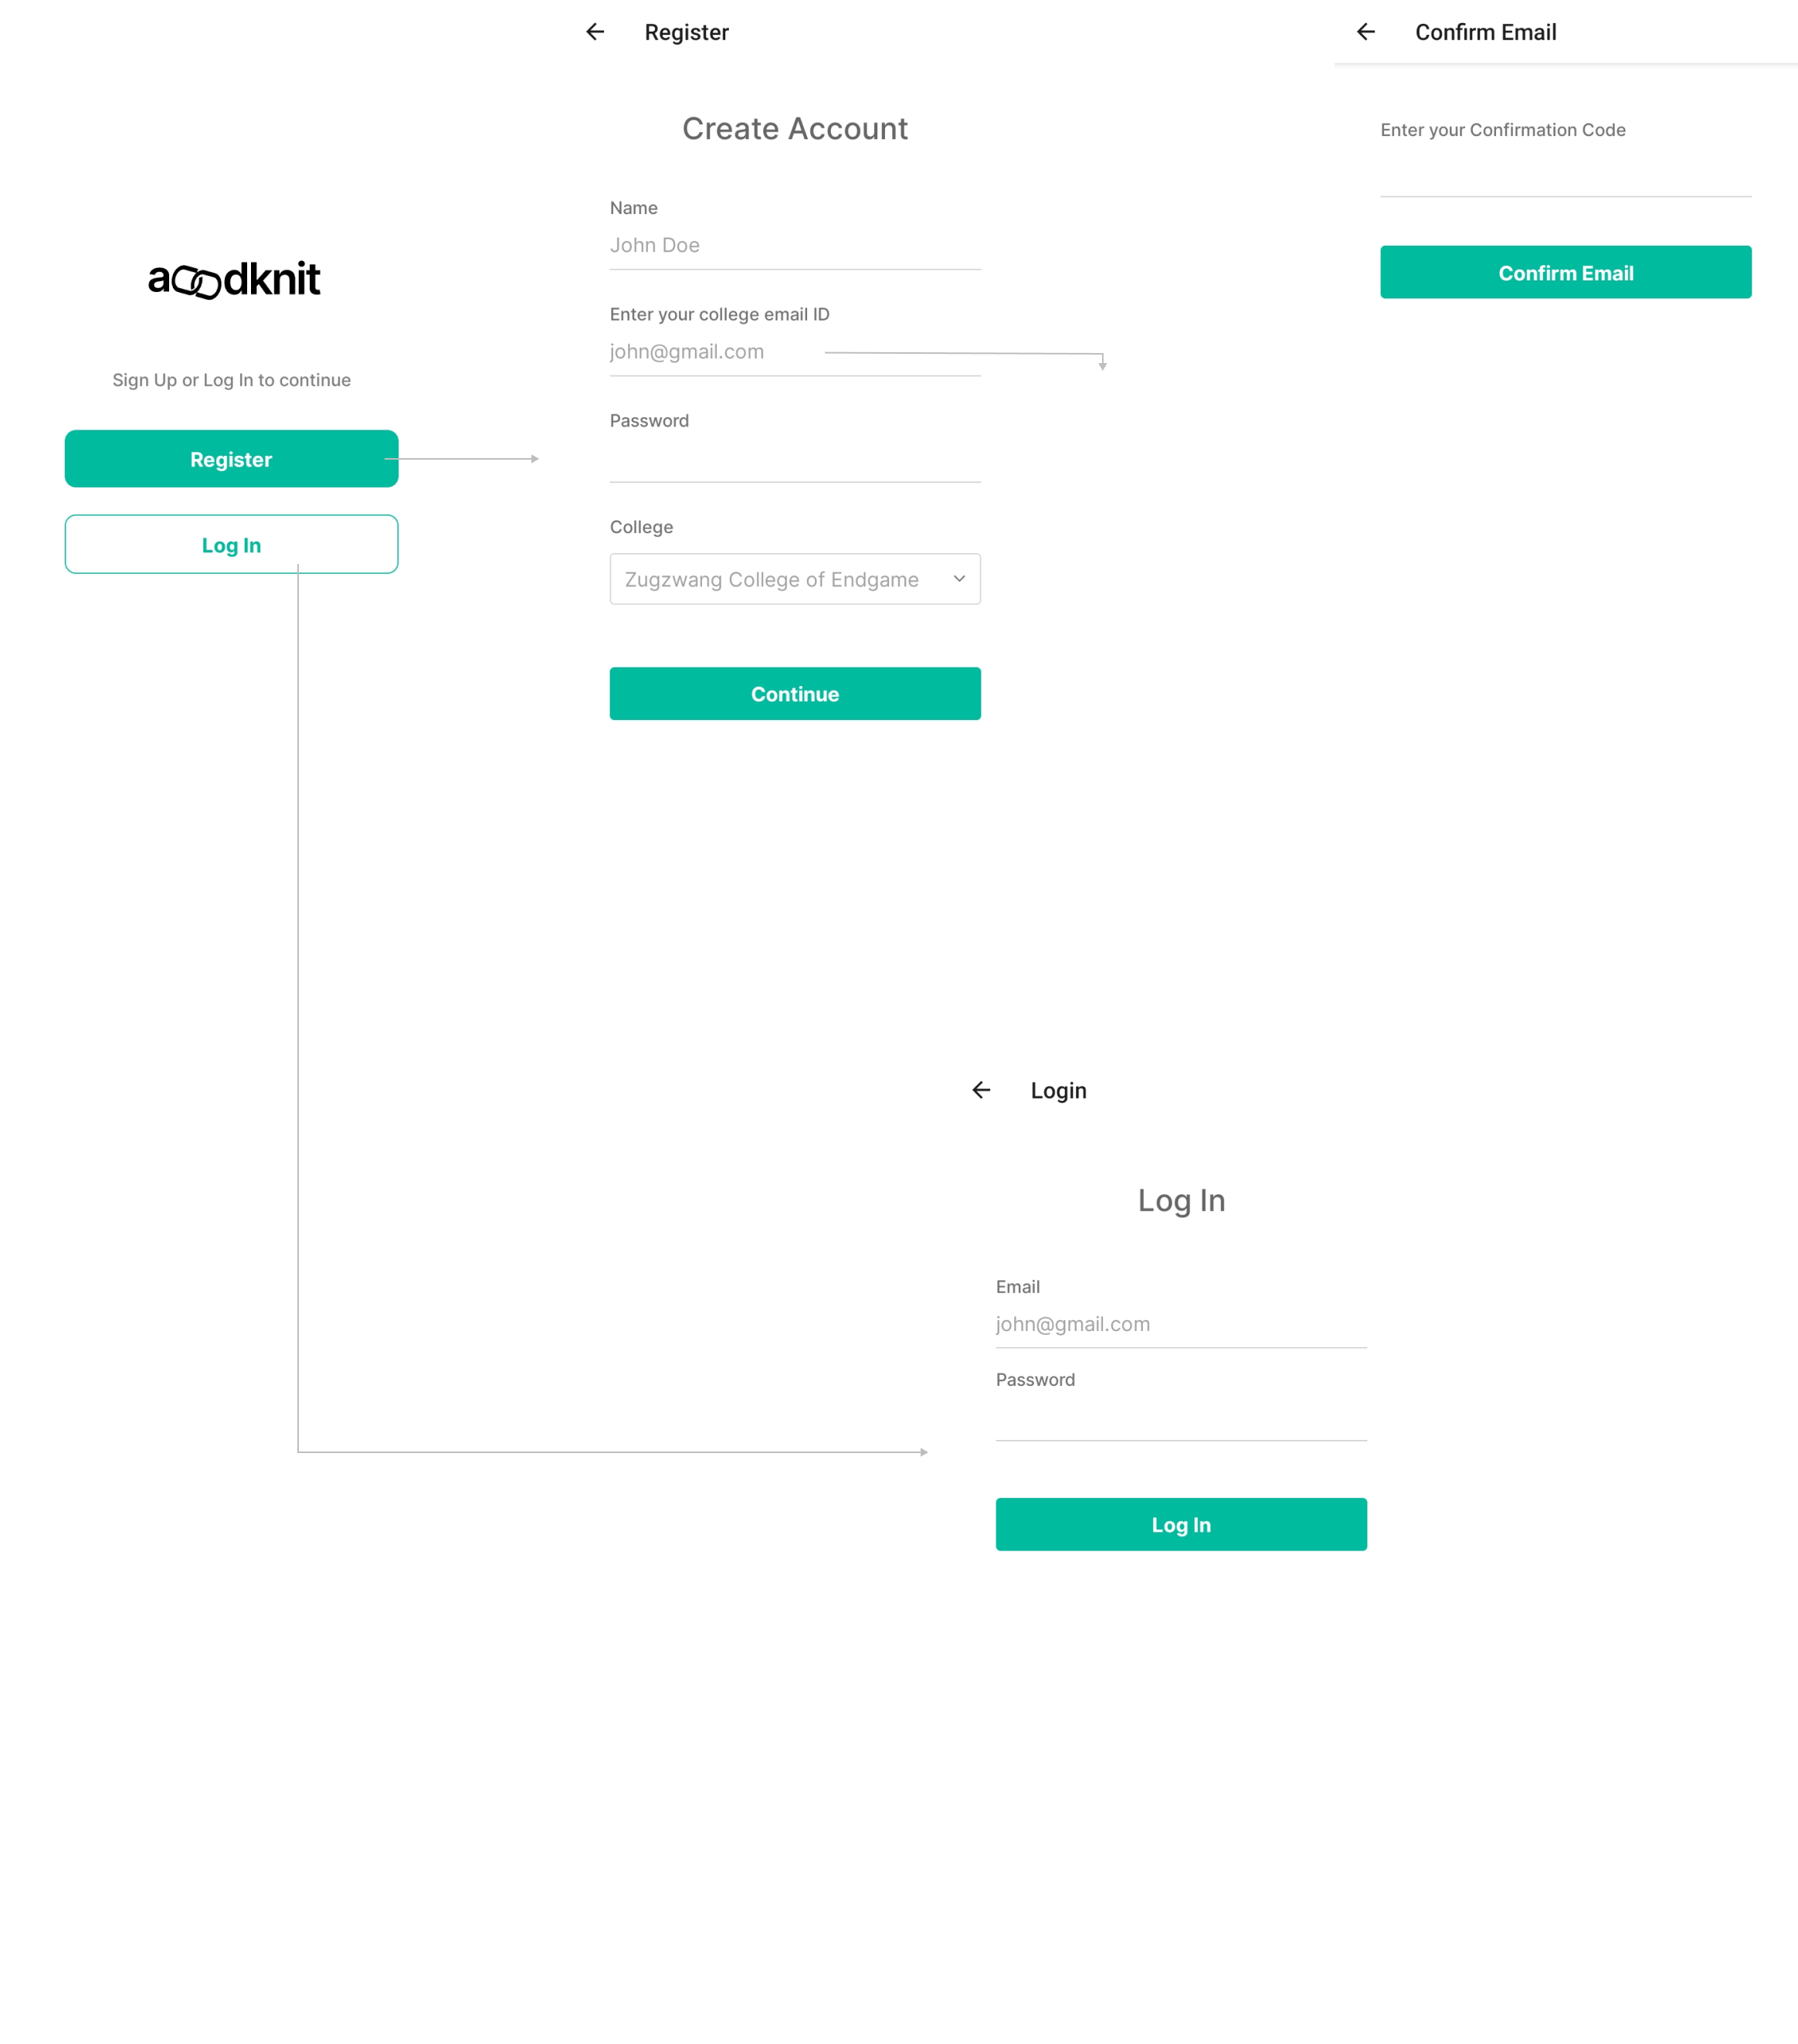 Register
Create Account
Name
John Doe
Enter your college email ID
john@gmail.com
Password
College
Zugzwang College of Endgame
Continue
Confirm Email
Enter your Confirmation Code
Confirm Email
dknit
Sign Up or Log In to continue
Register
Log In
Login
Log In
Email
john@gmail.com
Password
Log In